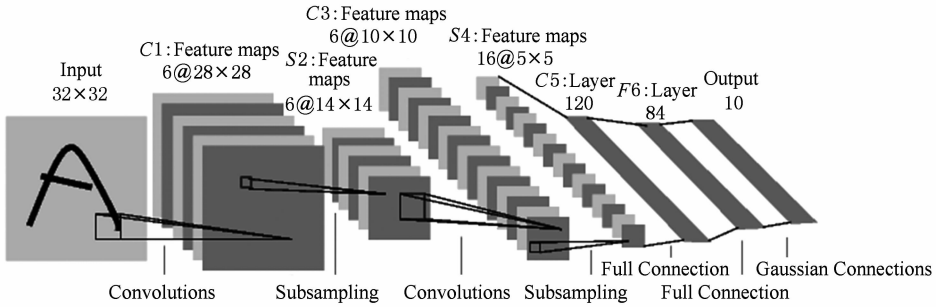 Input
32×32
C1:Feature maps
6@28×28
S2:Feature
maps
6@14×14
C3:Feature maps
6@10×10
S4:Feature maps
16@5×5
C5:Layer
120
F6:Layer
84
Output
10
Convolutions
Subsampling
Convolutions
Subsampling
Full Connection
Full Connection
Gaussian Connections